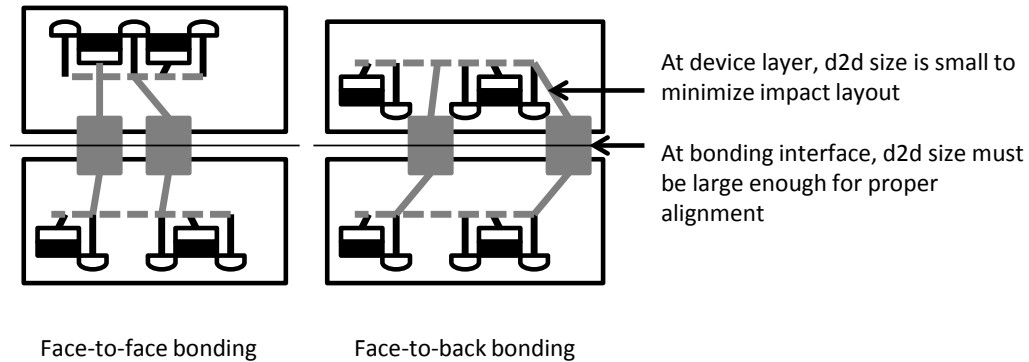 At device layer, d2d size is small to
minimize impact layout
At bonding interface, d2d size must
be large enough for proper
alignment
Face-to-face bonding
Face-to-back bonding